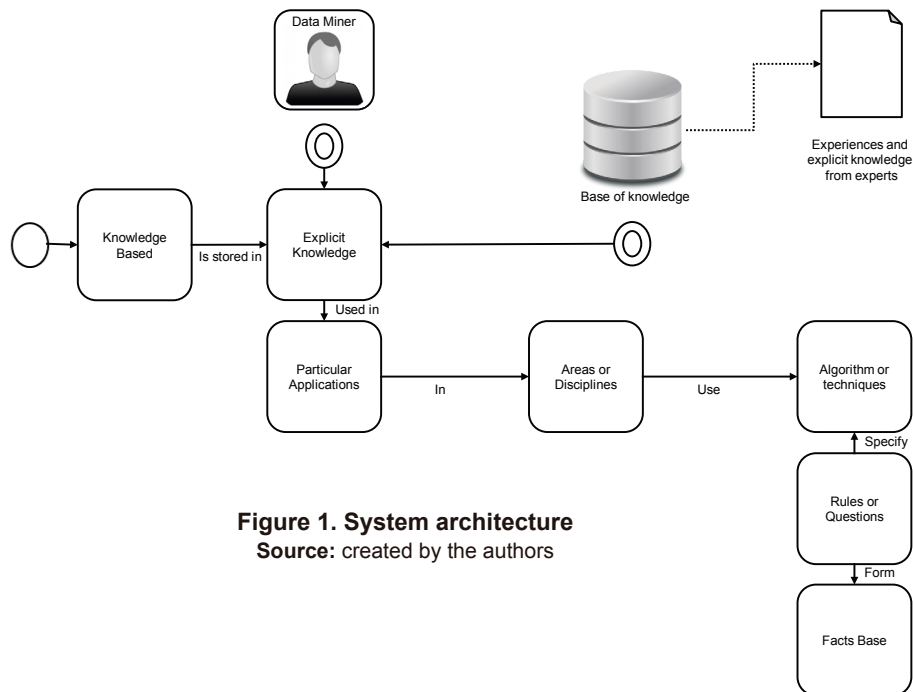 Data Miner
Experiences and
explicit knowledge
from experts
Base of knowledge
Knowledge
Based
Is stored in
Explicit
Knowledge
Used in
Particular
Applications
In
Areas or
Disciplines
Use
Algorithm or
techniques
Specify
Rules or
Questions
Form
Facts Base
Figure 1. System architecture
Source: created by the authors